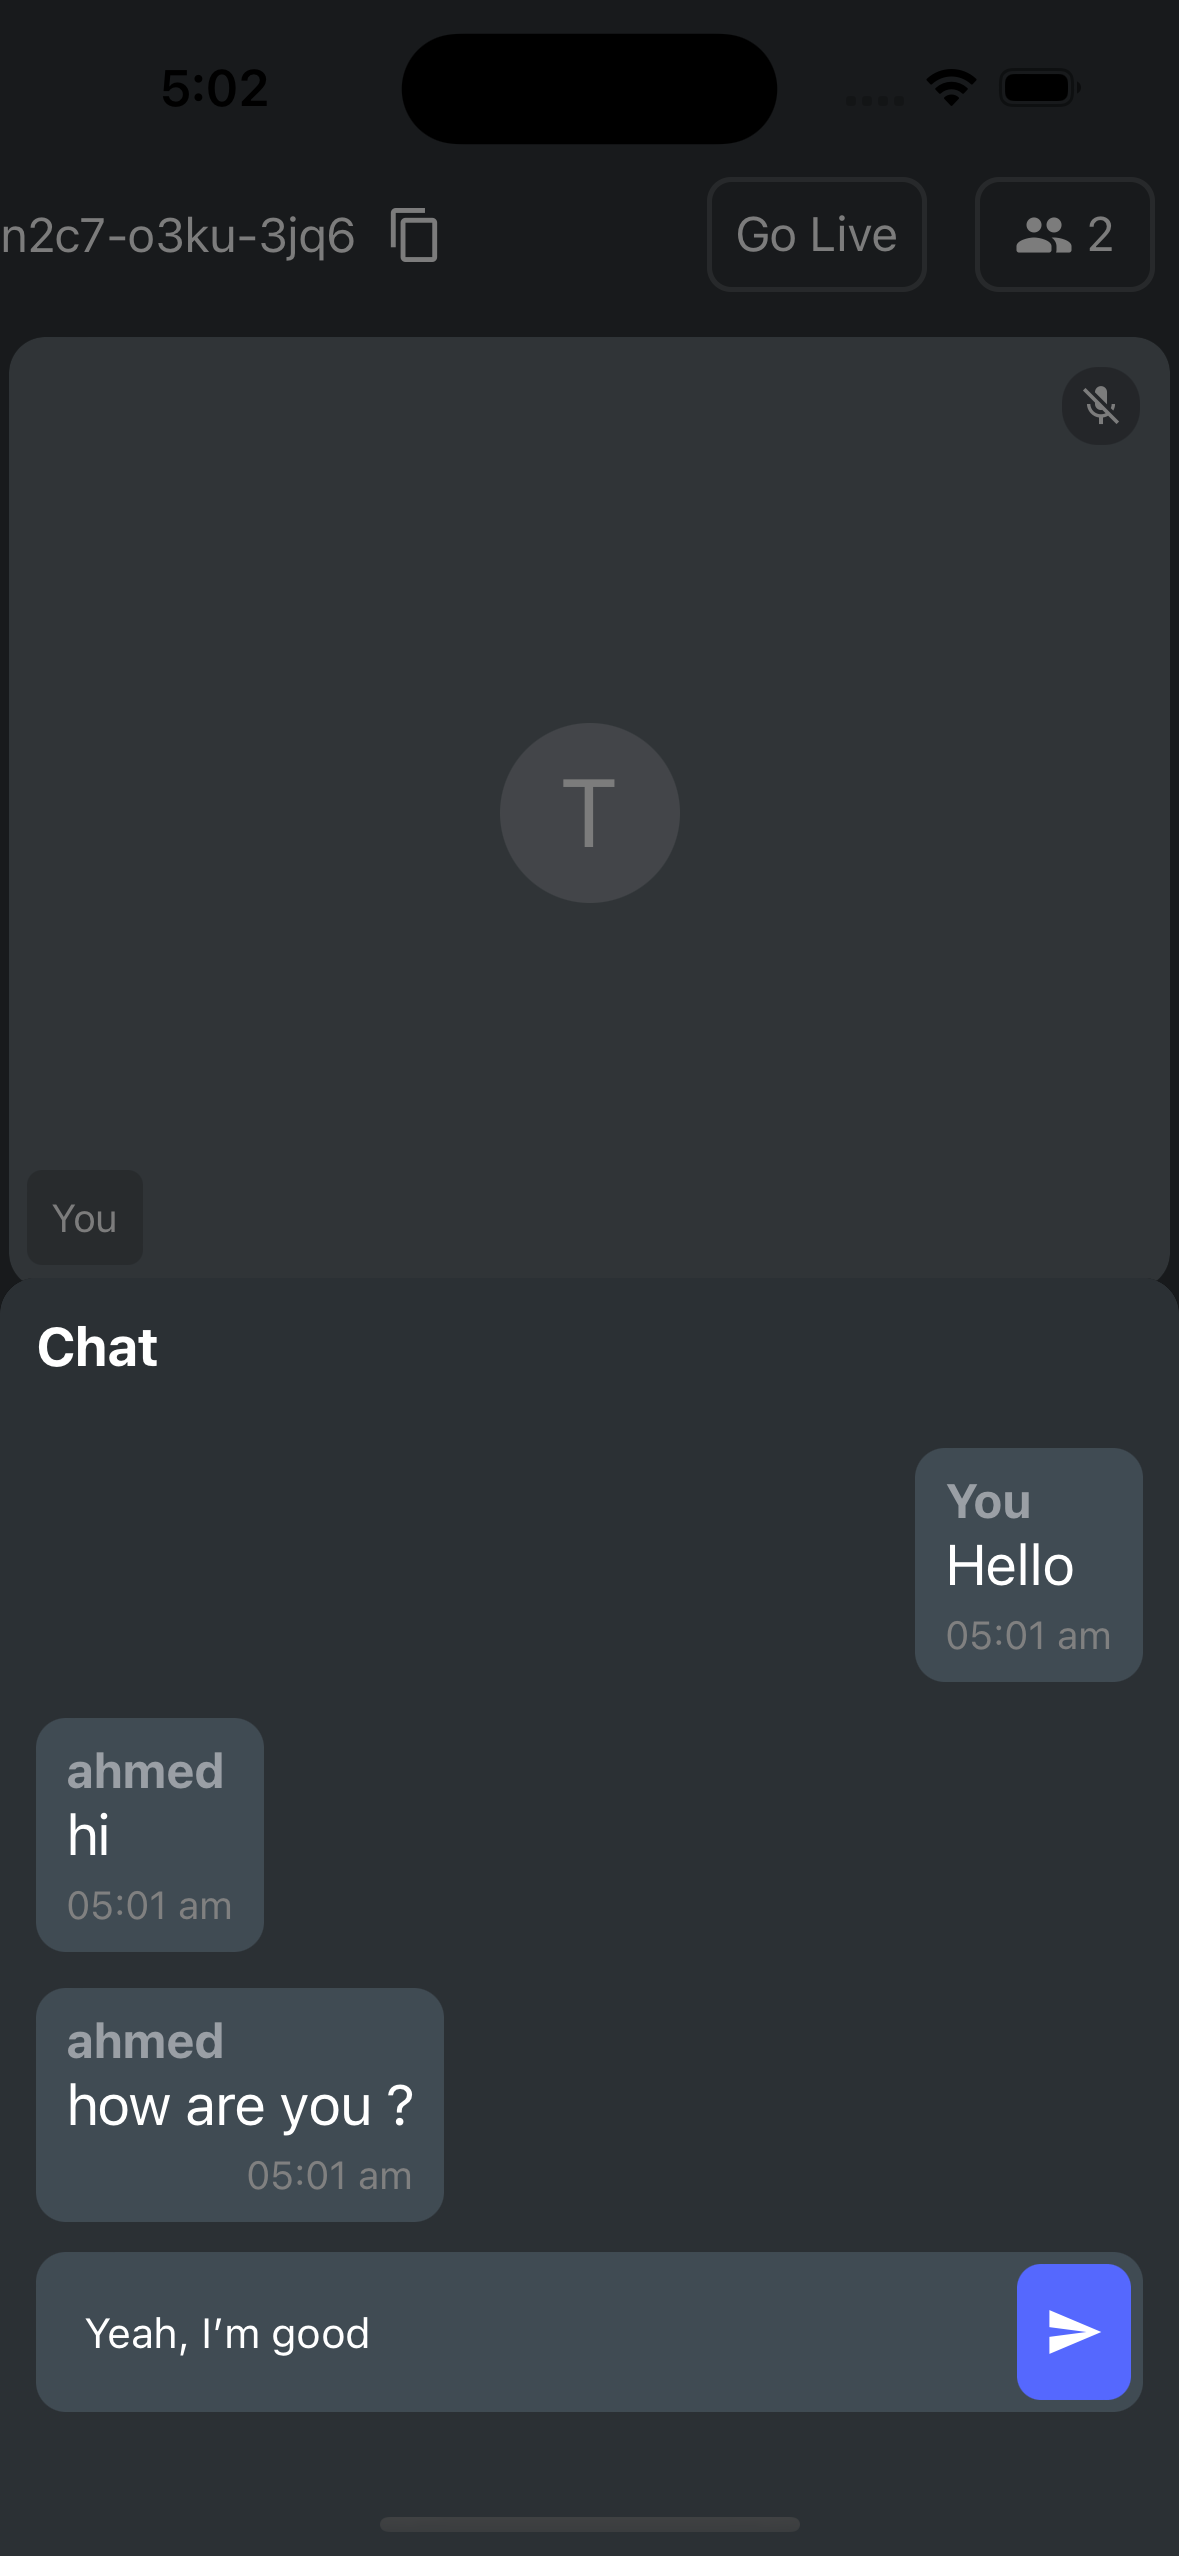 5:02
n2c7-o3ku-3jq6
Go Live
2
T
You
Chat
You
Hello
05:01 am
ahmed
hi
05:01 am
ahmed
how are you ?
05:01 am
Yeah, I’m good